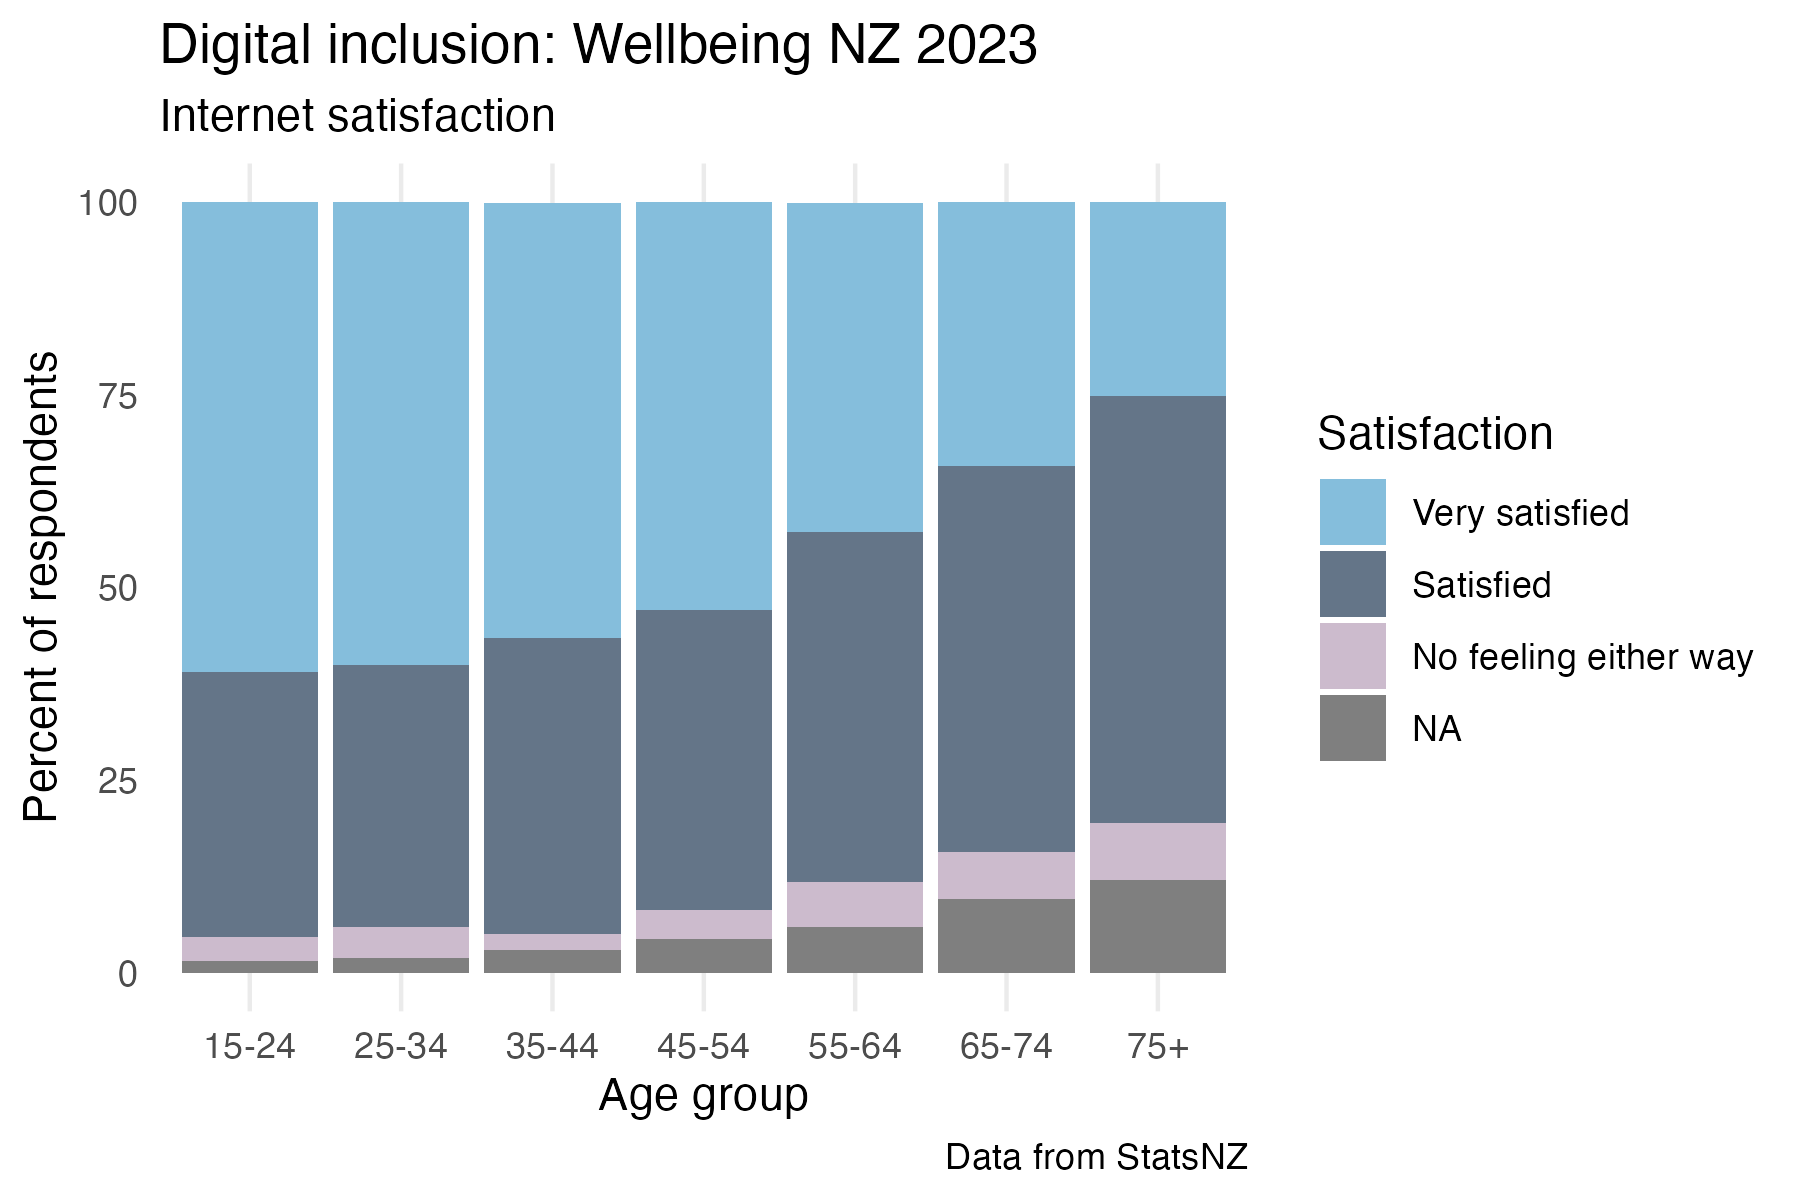 Digital inclusion: Wellbeing NZ 2023
Internet satisfaction
Percent of respondents
100
75
50
25
0
15-24 25-34 35-44 45-54 55-64 65-74 75+
Age group
Satisfaction
Very satisfied
Satisfied
No feeling either way
NA
Data from StatsNZ